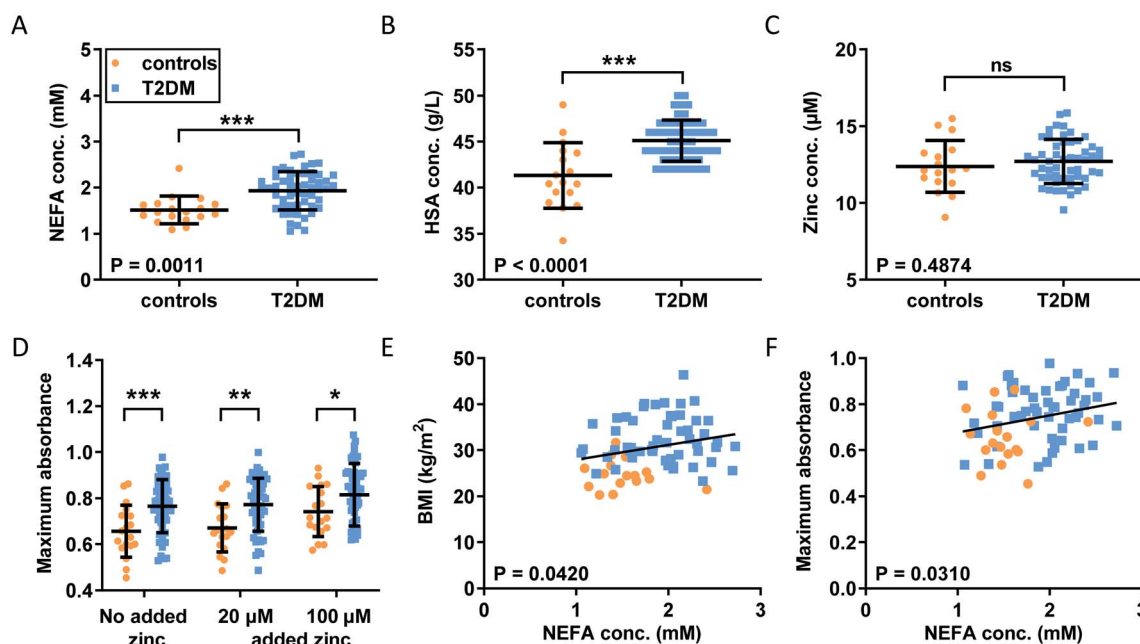 A
NEFA conc. (mM)
5
4
3
2
1
0
controls
T2DM
***
P = 0.0011
controls
T2DM
B
HSA conc. (g/L)
55
50
45
40
35
30
***
P < 0.0001
controls
T2DM
C
Zinc conc. (µM)
20
15
10
5
ns
P = 0.4874
controls
T2DM
D
Maximum absorbance
1.4
1.2
1.0
0.8
0.6
0.4
***
**
*
No added
zinc
20 µM
100 µM
added zinc
E
BMI (kg/m²)
50
40
30
20
10
0
P = 0.0420
0
1
2
3
NEFA conc. (mM)
F
Maximum absorbance
1.0
0.8
0.6
0.4
0.2
0.0
P = 0.0310
0
1
2
3
NEFA conc. (mM)